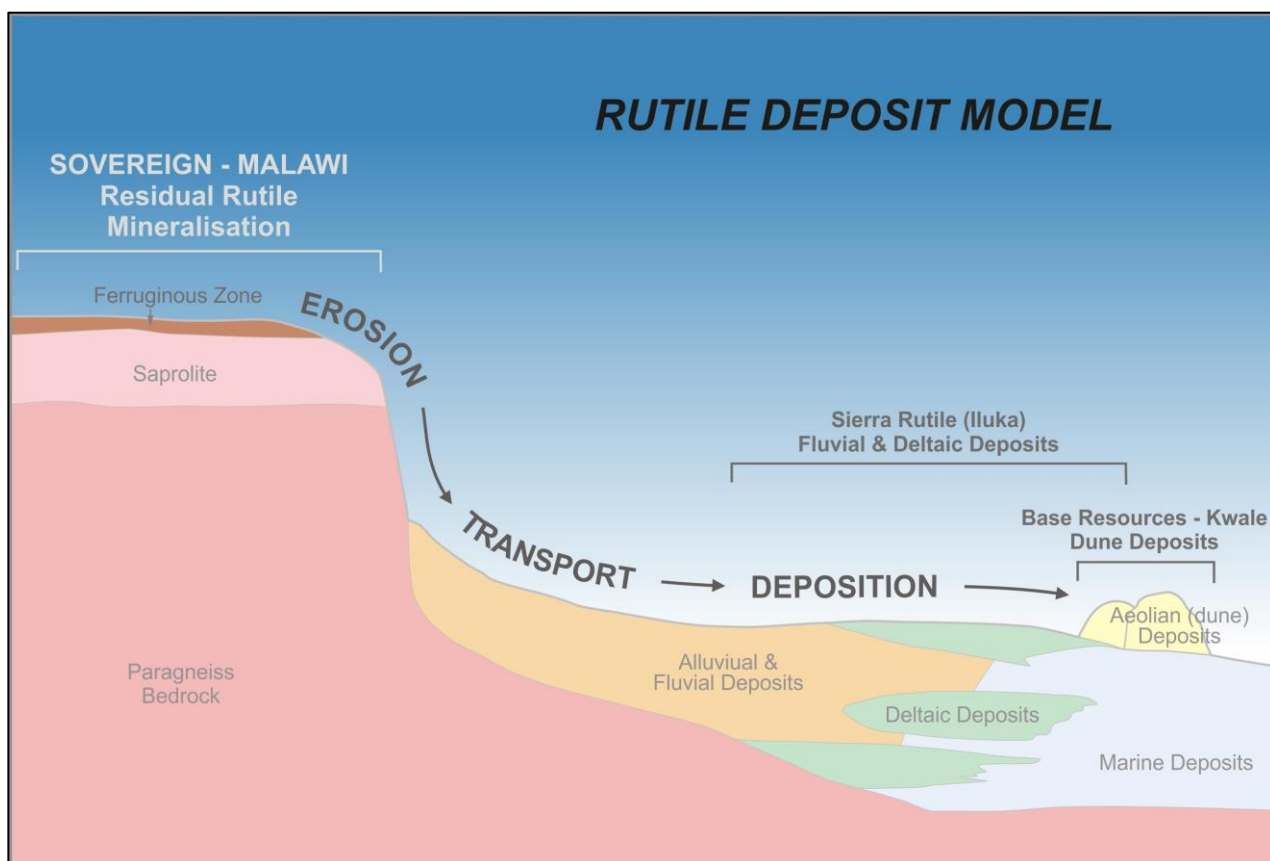 RUTILE DEPOSIT MODEL
SOVEREIGN - MALAWI
Residual Rutile
Mineralisation
Ferruginous Zone
EROSION
Saprolite
Sierra Rutile (Iluka)
Fluvial & Deltaic Deposits
Base Resources - Kwale
Dune Deposits
TRANSPORT
DEPOSITION
Aeolian (dune)
Deposits
Paragneiss
Bedrock
Alluviual &
Fluvial Deposits
Deltaic Deposits
Marine Deposits